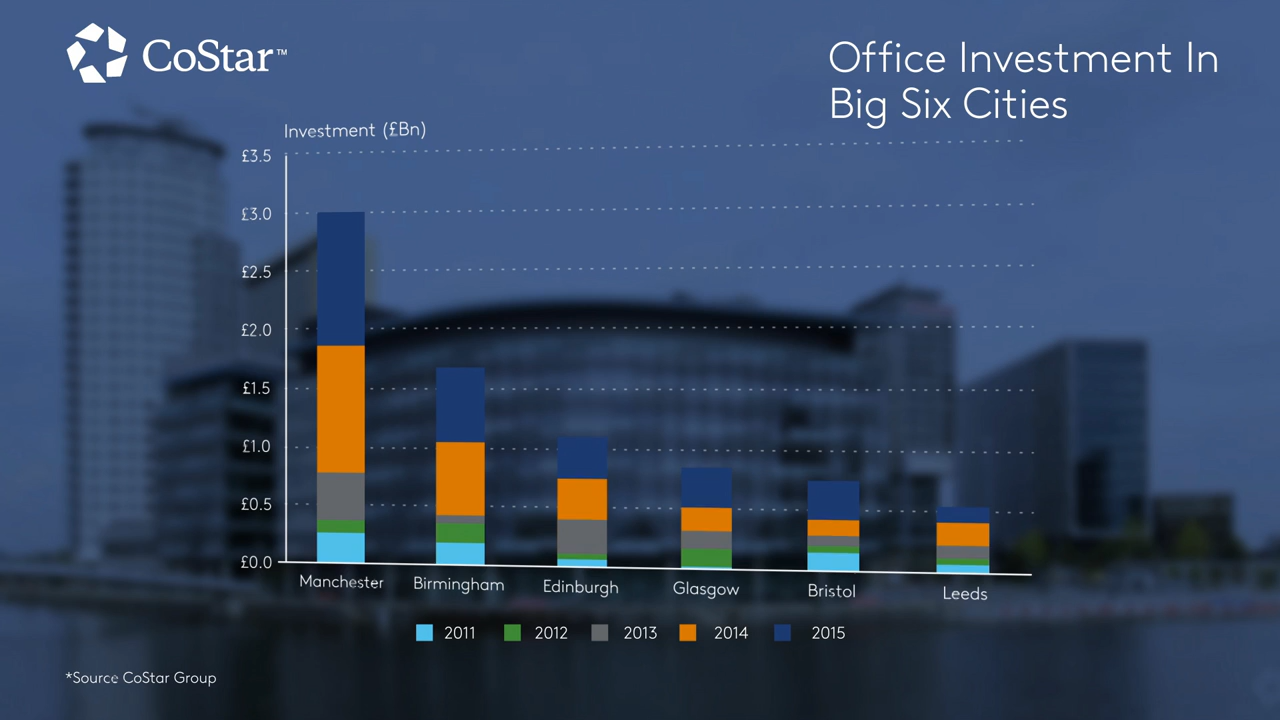 CoStar™
Office Investment In
Big Six Cities
Investment (£Bn)
£3.5
£3.0
£2.5
£2.0
£1.5
£1.0
£0.5
£0.0
Manchester Birmingham Edinburgh Glasgow Bristol Leeds
2011 2012 2013 2014 2015
*Source CoStar Group